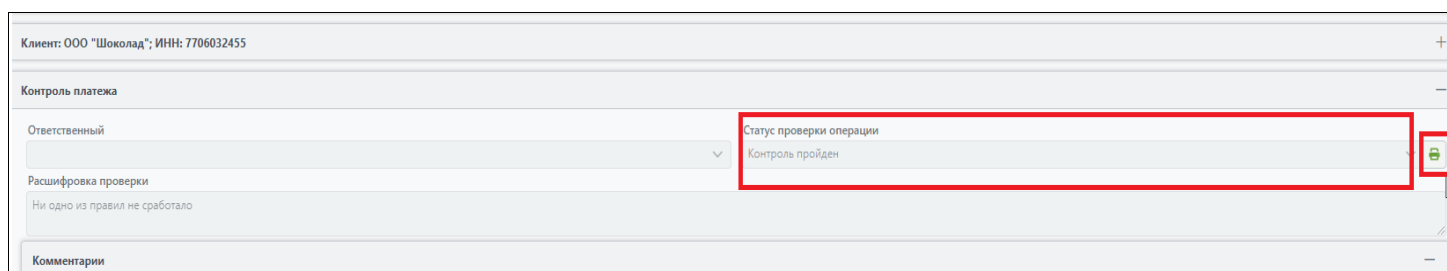 Клиент: ООО "Шоколад"; ИНН: 7706032455
Контроль платежа
Ответственный
Статус проверки операции
Контроль пройден
Расшифровка проверки
Ни одно из правил не сработало
Комментарии